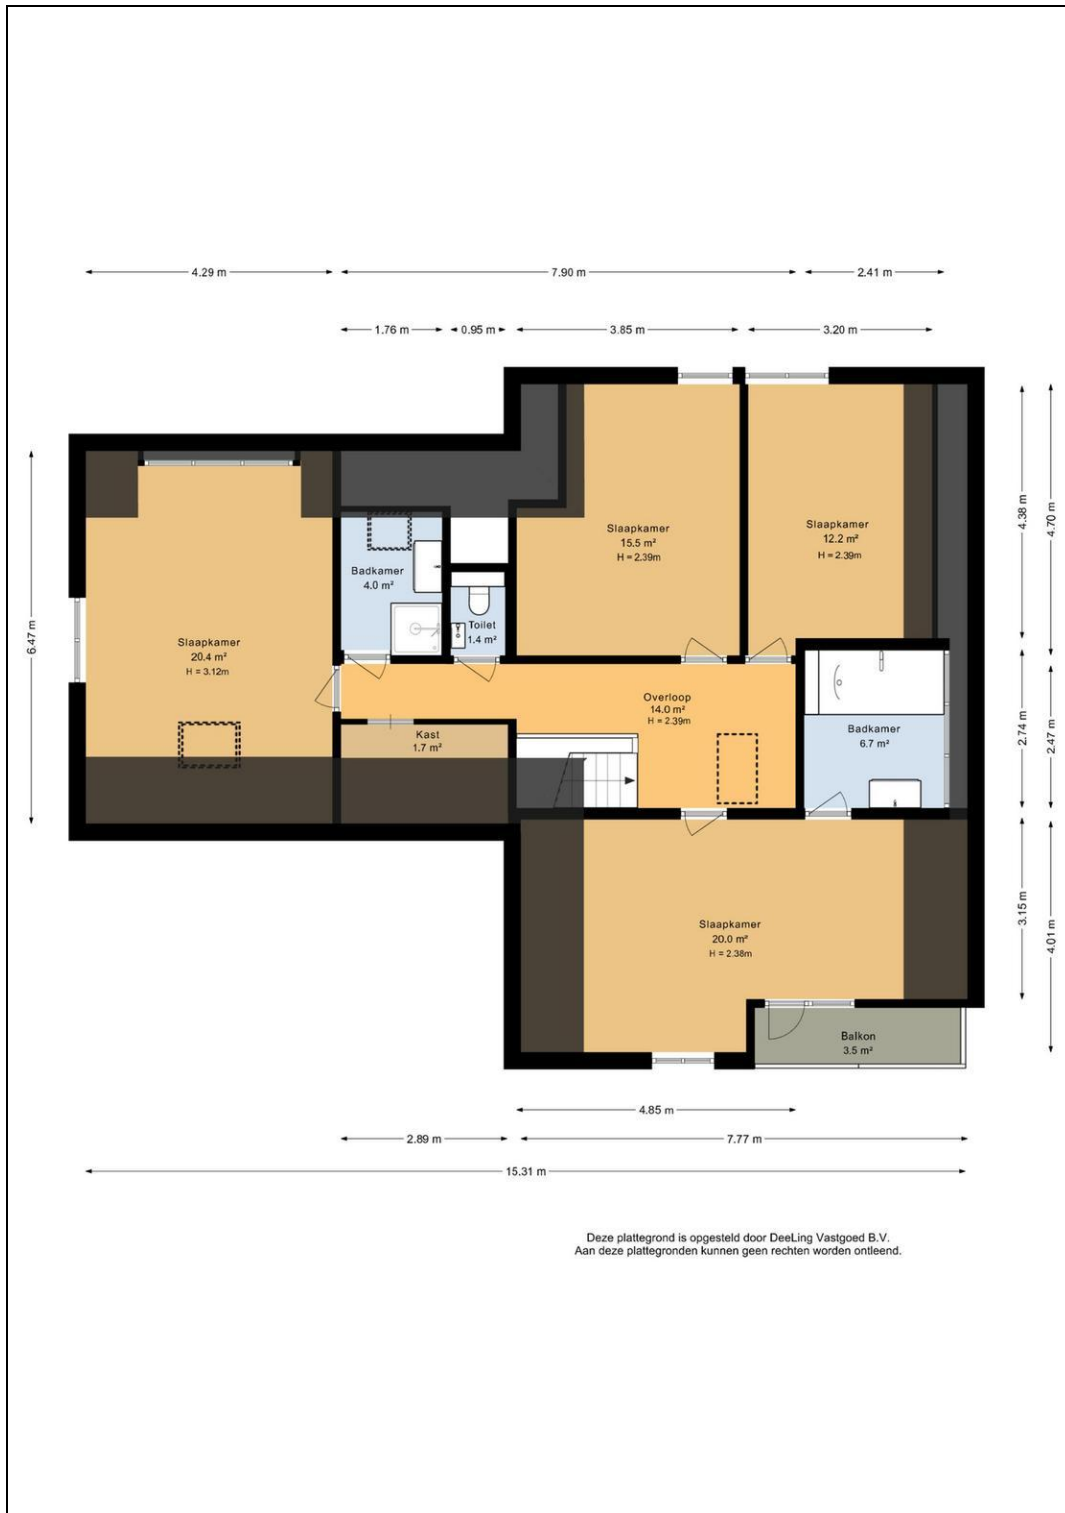 4.29 m
7.90 m
2.41 m
1.76 m
0.95 m
3.85 m
3.20 m
6.47 m
4.38 m
4.70 m
2.74 m
2.47 m
3.15 m
4.01 m
Slaapkamer
15.5 m²
H = 2.39m
Slaapkamer
12.2 m²
H = 2.39m
Badkamer
4.0 m²
Toilet
1.4 m²
Slaapkamer
20.4 m²
H = 3.12m
Overloop
14.0 m²
H = 2.39m
Kast
1.7 m²
Badkamer
6.7 m²
Slaapkamer
20.0 m²
H = 2.38m
Balkon
3.5 m²
4.85 m
2.89 m
7.77 m
15.31 m
Deze plattegrond is opgesteld door DeeLing Vastgoed B.V.
Aan deze plattegronden kunnen geen rechten worden ontleend.